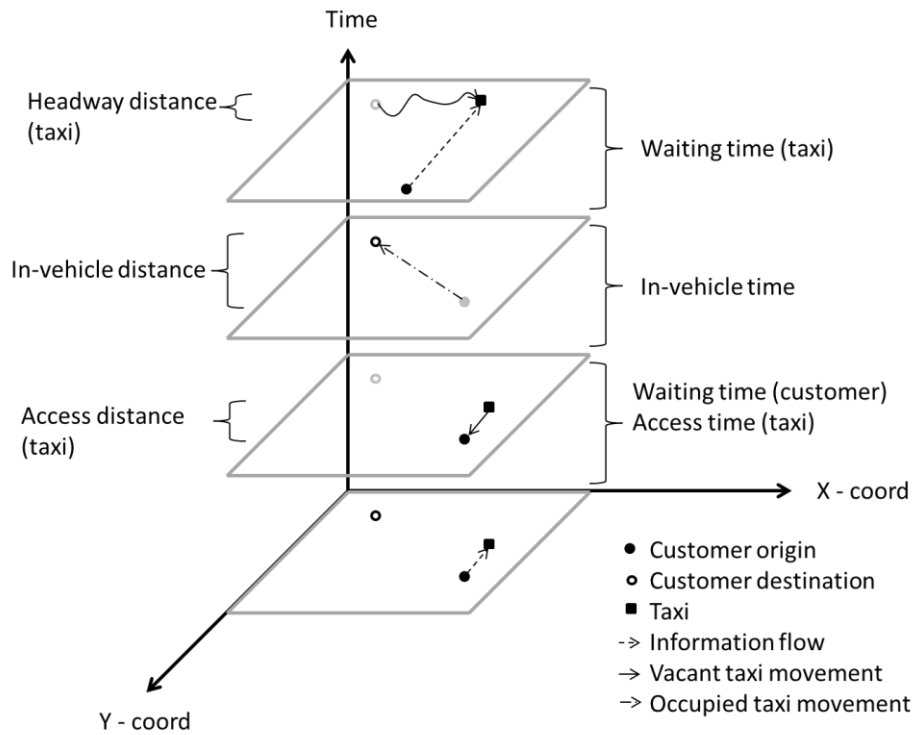 Time
Headway distance
(taxi)
Waiting time (taxi)
In-vehicle distance
In-vehicle time
Access distance
(taxi)
Waiting time (customer)
Access time (taxi)
X - coord
Customer origin
Customer destination
Taxi
Information flow
Vacant taxi movement
Occupied taxi movement
Y - coord